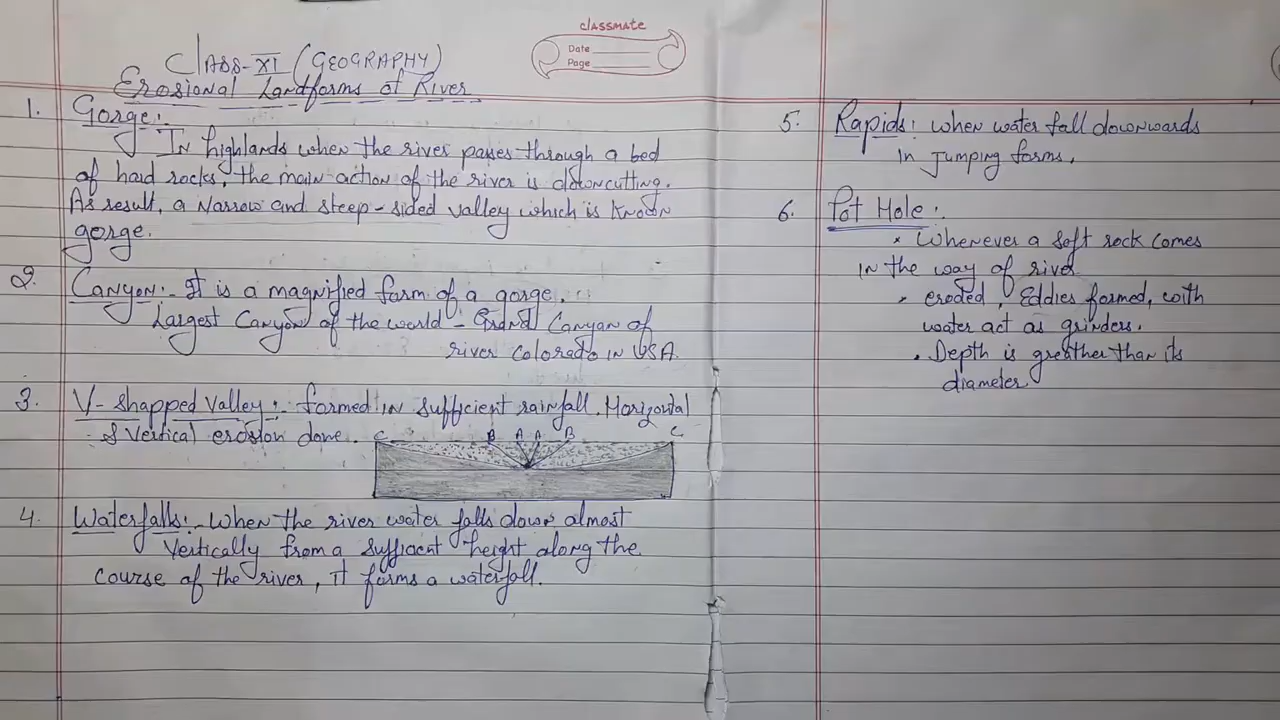 classmate
Date
Page
Class-XI (GEOGRAPHY)
Erosional Landforms of River
1. Gorge:-
In highlands when the river passes through a bed
of hard rocks, the main action of the river is downcutting.
As result, a narrow and steep-sided valley which is known
gorge.
2. Canyon:- It is a magnified form of a gorge.
Largest Canyon of the world - Grand Canyon of
river Colorado in USA.
3. V-shapped Valley:- formed in sufficient rainfall. Horizontal
& Vertical erosion done.
C B A A B C
4. Waterfalls:- When the river water falls down almost
Vertically from a sufficent height along the
course of the river, It forms a waterfall.
5. Rapids: when water fall downwards
in jumping forms.
6. Pot Hole:-
• Whenever a soft rock comes
in the way of river
• eroded, Eddies formed, with
water act as grinders.
• Depth is greather than its
diameter